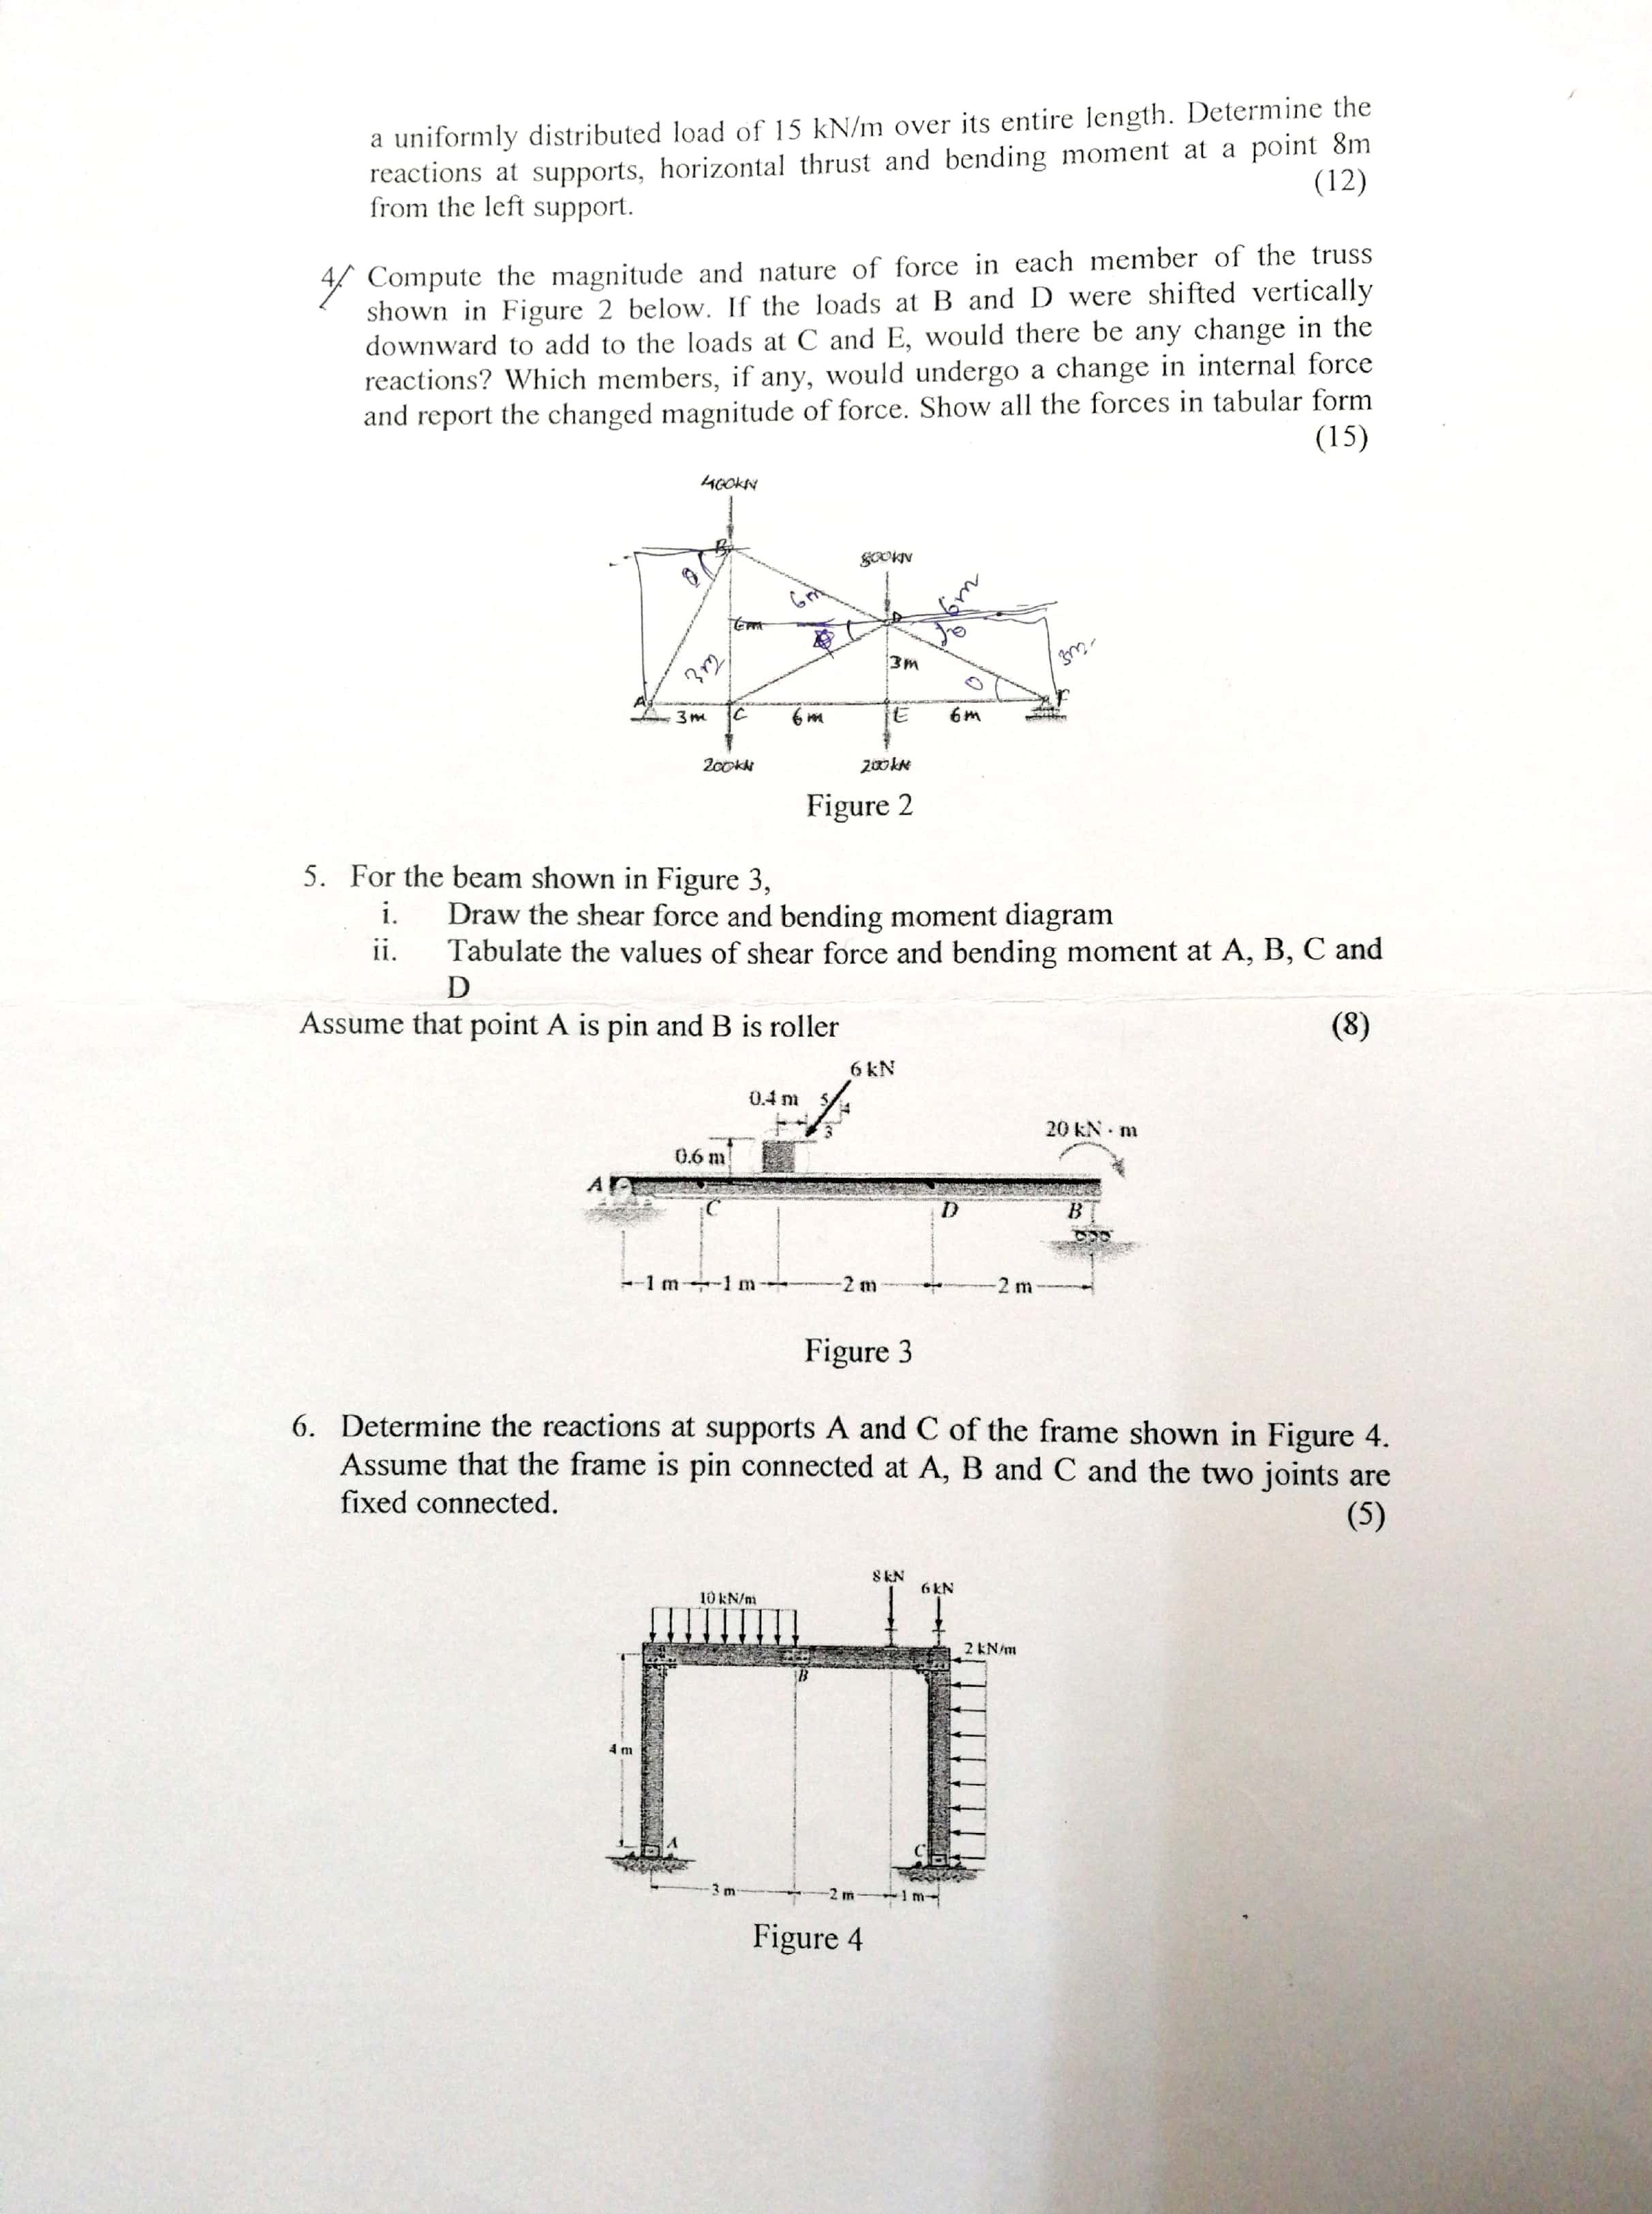 a uniformly distributed load of 15 kN/m over its entire length. Determine the
reactions at supports, horizontal thrust and bending moment at a point 8m
from the left support.
(12)
4/ Compute the magnitude and nature of force in each member of the truss
shown in Figure 2 below. If the loads at B and D were shifted vertically
downward to add to the loads at C and E, would there be any change in the
reactions? Which members, if any, would undergo a change in internal force
and report the changed magnitude of force. Show all the forces in tabular form
(15)
400kN
B
800kN
θ
6m
6m
6m
D
θ
3m
3m
3m
θ
A
F
3m
C
6m
E
6m
200kN
200kN
Figure 2
5. For the beam shown in Figure 3,
i. Draw the shear force and bending moment diagram
ii. Tabulate the values of shear force and bending moment at A, B, C and
D
Assume that point A is pin and B is roller (8)
6 kN
0.4 m
5
4
3
20 kN · m
0.6 m
A
C
D
B
1 m
1 m
2 m
2 m
Figure 3
6. Determine the reactions at supports A and C of the frame shown in Figure 4.
Assume that the frame is pin connected at A, B and C and the two joints are
fixed connected.
(5)
8 kN
6 kN
10 kN/m
2 kN/m
B
4 m
A
C
3 m
2 m
1 m
Figure 4